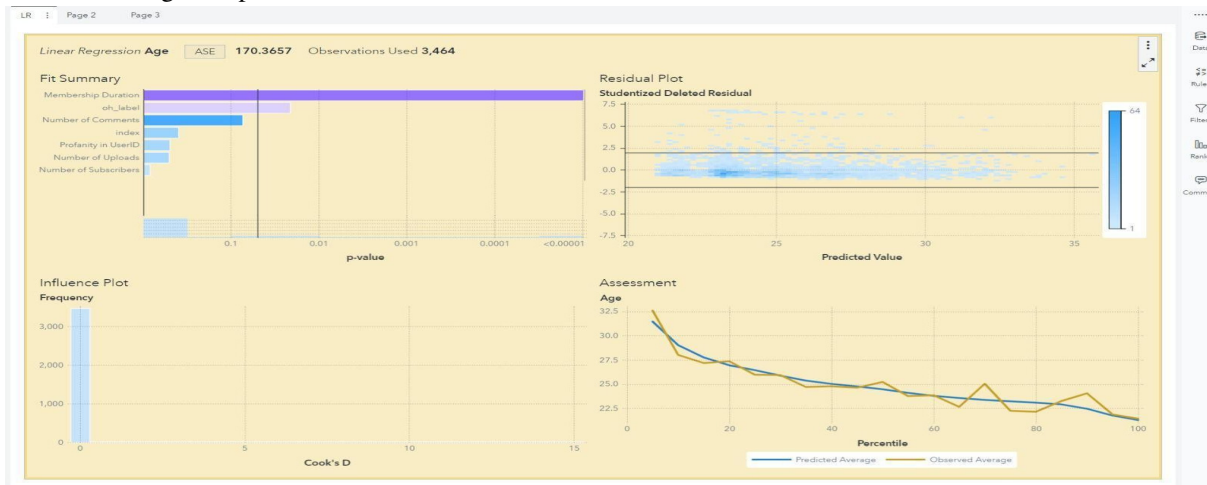 LR
Page 2
Page 3
Linear Regression Age ASE 170.3657 Observations Used 3,464
Fit Summary
Membership Duration
oh_label
Number of Comments
index
Profanity in UserID
Number of Uploads
Number of Subscribers
0.1 0.01 0.001 0.0001 <0.00001
p-value
Residual Plot
Studentized Deleted Residual
7.5
5.0
2.5
0.0
-2.5
-5.0
-7.5
20 25 30 35
Predicted Value
64
1
Influence Plot
Frequency
3,000
2,000
1,000
0
0 5 10 15
Cook's D
Assessment
Age
32.5
30.0
27.5
25.0
22.5
0 20 40 60 80 100
Percentile
Predicted Average Observed Average
Data
Rule
Filter
Rank
Comm